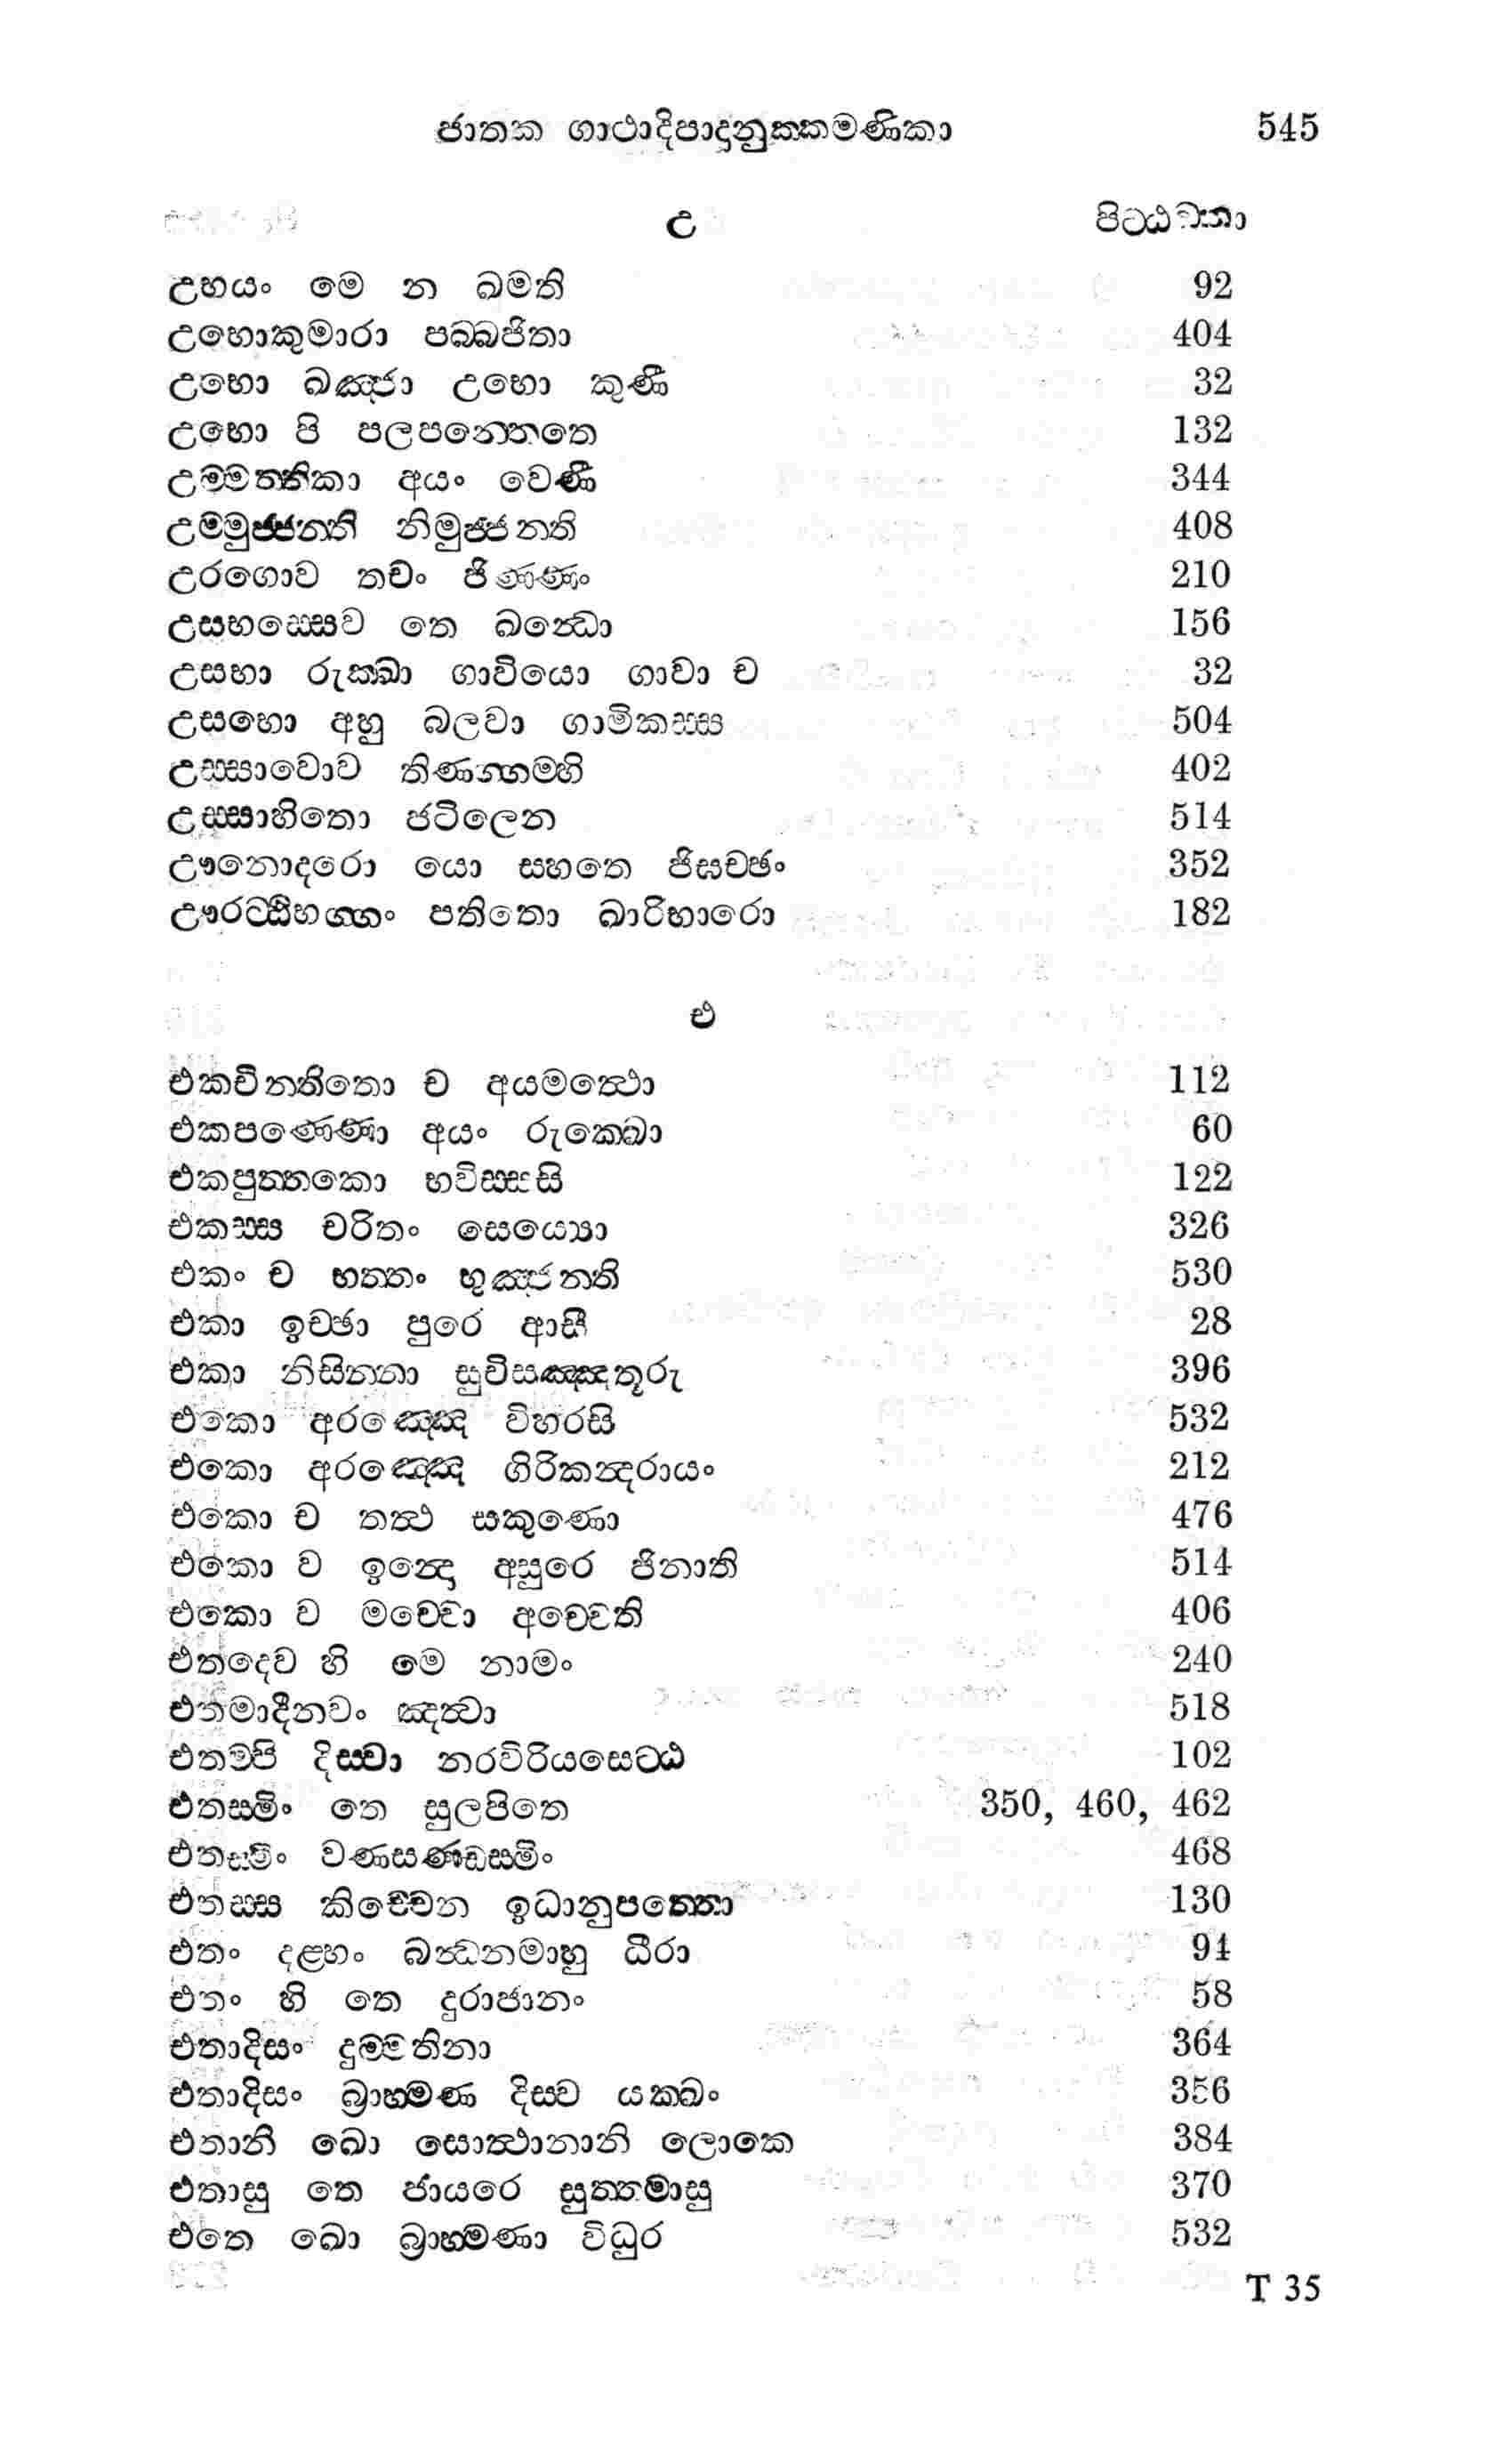 ජාතක ගාථාදිපාදානුක්කමණිකා 545
උ පිට්ඨඞ්කා
උභයං මෙ න ඛමති 92
උභොකුමාරා පබ්බජිතා 404
උභො ඛඤ්ජා උභො කුණී 32
උභො පි පලපන්තෙතෙ 132
උම්මත්තිකා අයං වෙණී 344
උම්මුජ්ජන්ති නිමුජ්ජන්ති 408
උරගොව තචං ජිණ්ණං 210
උසභස්සෙව තෙ ඛන්ධො 156
උසභා රුක්ඛා ගාවියො ගාවා ච 32
උසභො අහු බලවා ගාමිකස්ස 504
උස්සාවොව තිණග්ගම්හි 402
උස්සාහිතො ජටිලෙන 514
ඌනොදරො යො සහතෙ ජිඝච්ඡං 352
ඌරට්ඨිභග්ගං පතිතො ඛාරිභාරො 182
එ
එකචින්තිතො ච අයමත්ථො 112
එකපණ්ණො අයං රුක්ඛො 60
එකපුත්තකො භවිස්සසි 122
එකස්ස චරිතං සෙය්යො 326
එකං ච භත්තං භුඤ්ජන්ති 530
එකා ඉච්ඡා පුරෙ ආසී 28
එකා නිසින්නා සුචිසඤ්ඤතූරු 396
එකො අරඤ්ඤෙ විහරසි 532
එකො අරඤ්ඤෙ ගිරිකන්දරායං 212
එකො ච තත්ථ සකුණො 476
එකො ව ඉන්දො අසුරෙ ජිනාති 514
එකො ව මච්චො අච්චෙති 406
එතදෙව හි මෙ නාමං 240
එතමාදීනවං ඤත්වා 518
එතම්පි දිස්වා නරවිරියසෙට්ඨ 102
එතස්මිං තෙ සුලපිතෙ 350, 460, 462
එතස්මිං වණසණ්ඩස්මිං 468
එතස්ස කිච්චෙන ඉධානුපත්තො 130
එතං දළ්හං බන්ධනමාහු ධීරා 94
එතං හි තෙ දුරාජානං 58
එතාදිසං දුම්මතිනා 364
එතාදිසං බ්‍රාහ්මණ දිස්ව යක්ඛං 356
එතානි ඛො සොත්ථානානි ලොකෙ 384
එතාසු තෙ ජායරෙ සුත්තමාසු 370
එතෙ ඛො බ්‍රාහ්මණා විධුර 532
T 35